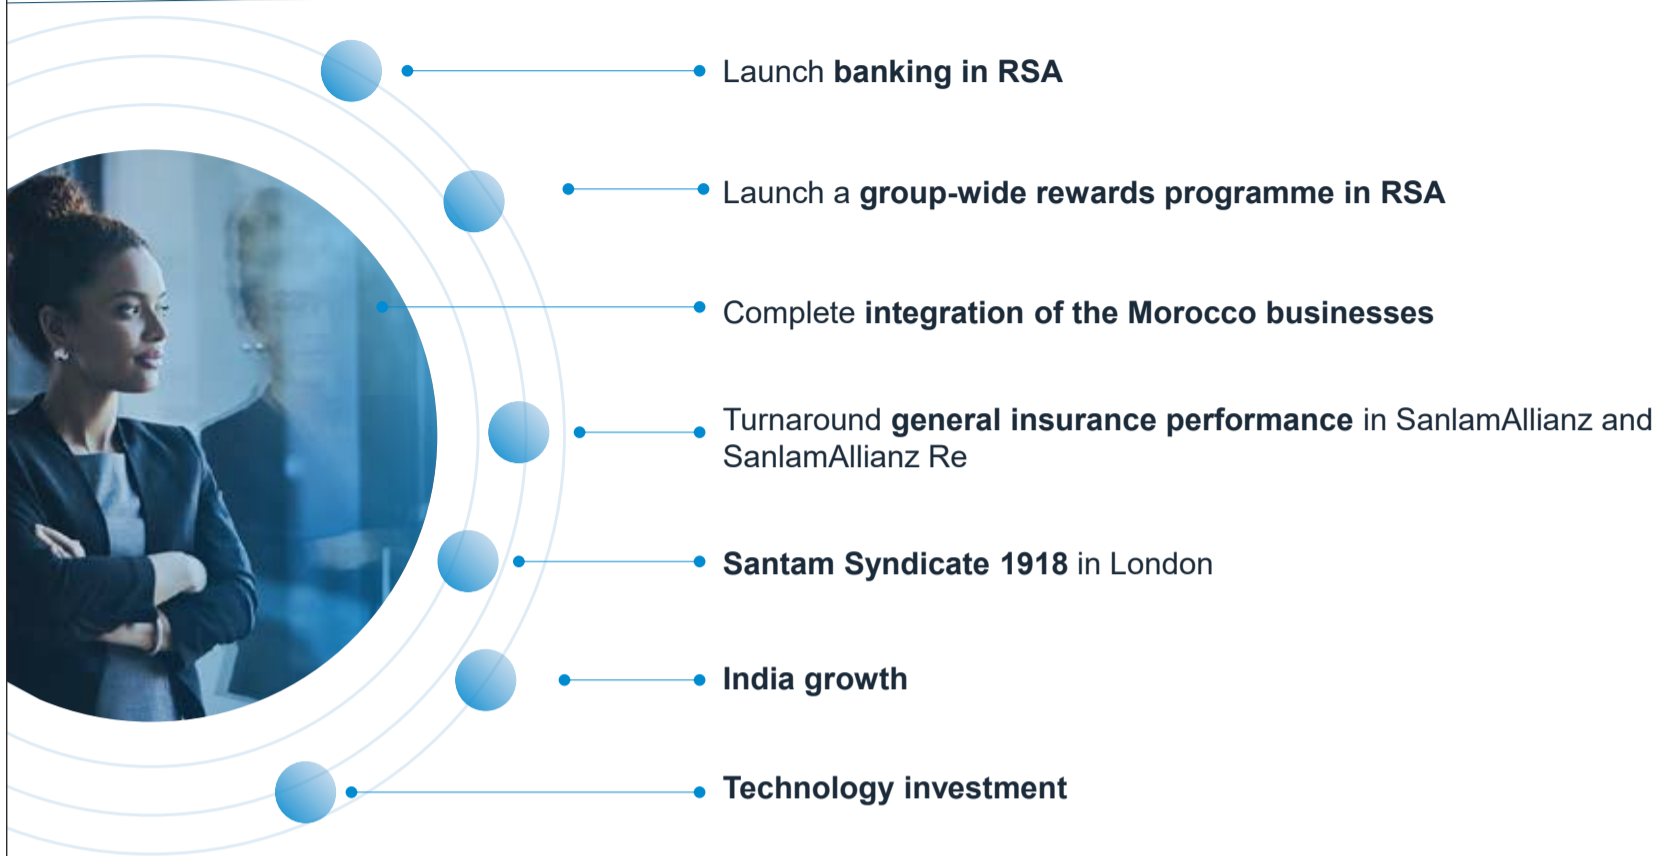 Launch banking in RSA
Launch a group-wide rewards programme in RSA
Complete integration of the Morocco businesses
Turnaround general insurance performance in SanlamAllianz and
SanlamAllianz Re
Santam Syndicate 1918 in London
India growth
Technology investment